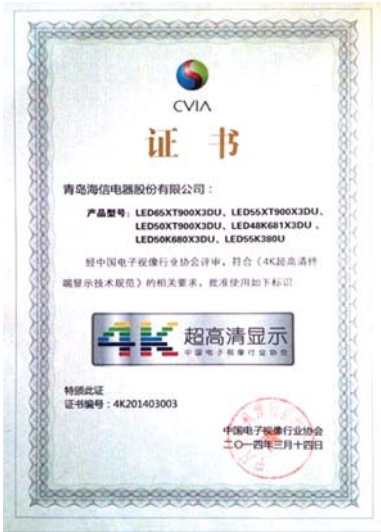 CVIA
证 书
青岛海信电器股份有限公司：
产品型号：LED65XT900X3DU、LED55XT900X3DU、
LED50XT900X3DU、LED48K681X3DU、
LED50K680X3DU、LED55K380U
经中国电子视像行业协会评审，符合《4K超高清终
端显示技术规范》的相关要求，批准使用如下标识
4K 超高清显示
中国电子视像行业协会
特颁此证
证书编号：4K201403003
中国电子视像行业协会
二〇一四年三月十四日